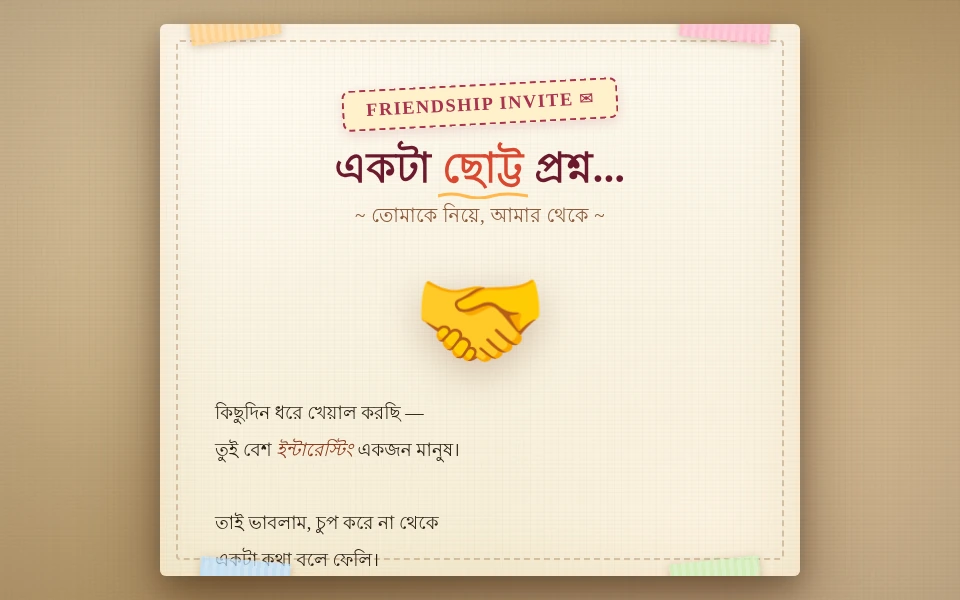 FRIENDSHIP INVITE ✉
একটা ছোট্ট প্রশ্ন...
~ তোমাকে নিয়ে, আমার থেকে ~
কিছুদিন ধরে খেয়াল করছি —
তুই বেশ ইন্টারেস্টিং একজন মানুষ।
তাই ভাবলাম, চুপ করে না থেকে
একটা কথা বলে ফেলি।